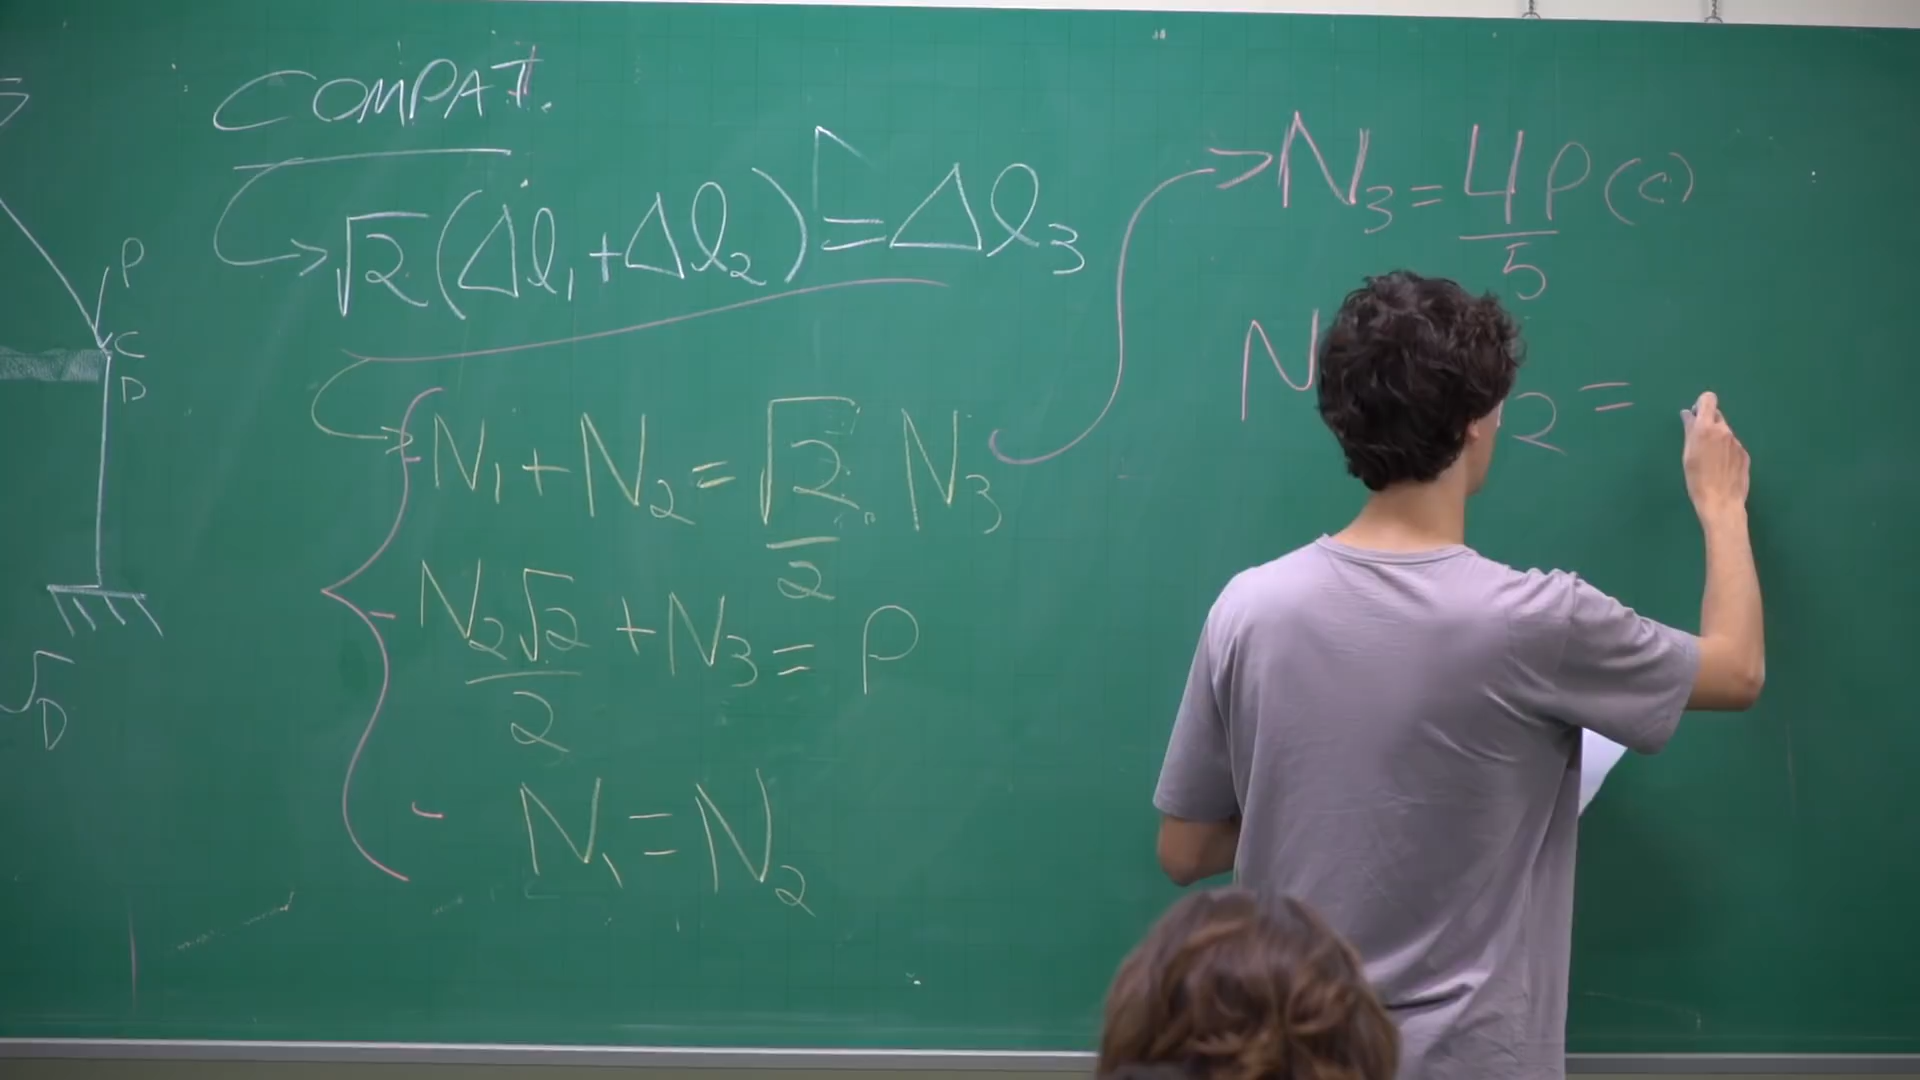 COMPAT.
√2(Δl₁+Δl₂)=Δl₃
N₁+N₂=√2/2 N₃
N₂√2/2+N₃=P
N₁=N₂
N₃=4P/5(c)
N
2=
P
C
D
D